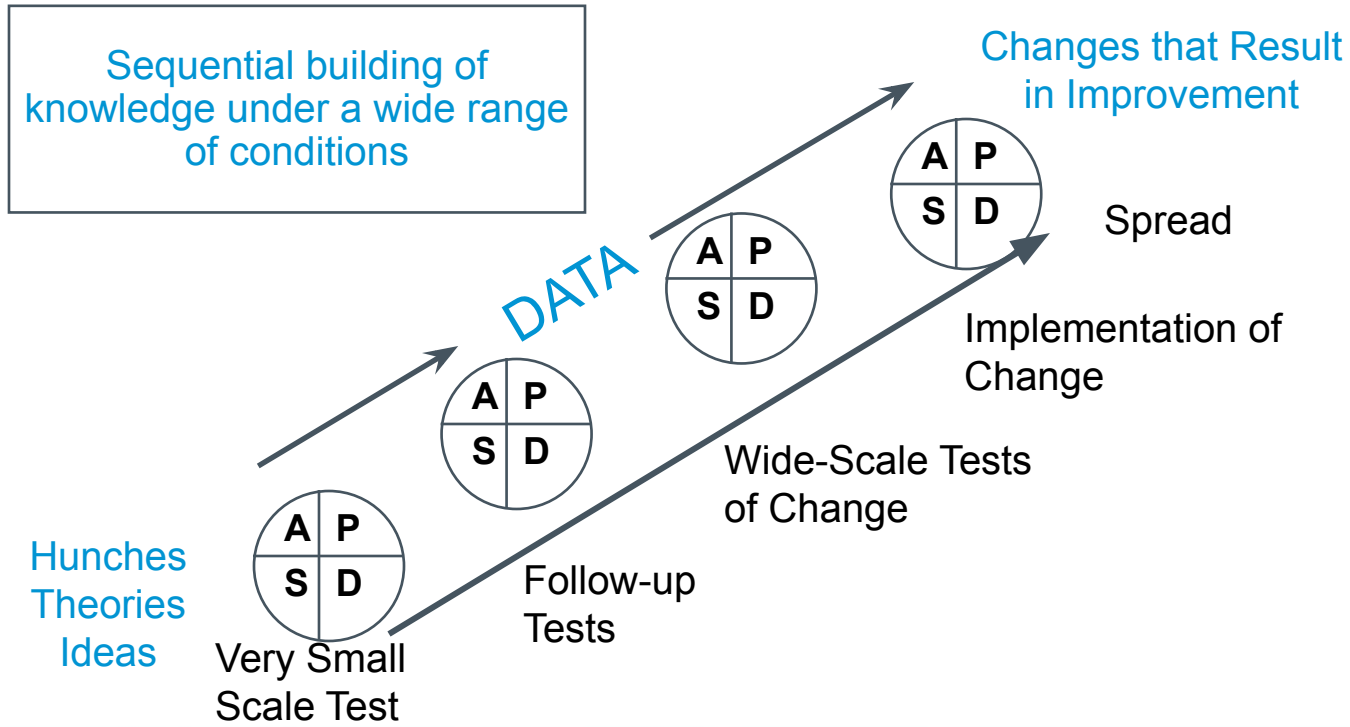 Sequential building of
knowledge under a wide range
of conditions
Changes that Result
in Improvement
A P
S D
Spread
A P
S D
DATA
Implementation of
Change
A P
S D
Wide-Scale Tests
of Change
A P
S D
Follow-up
Tests
Hunches
Theories
Ideas
Very Small
Scale Test